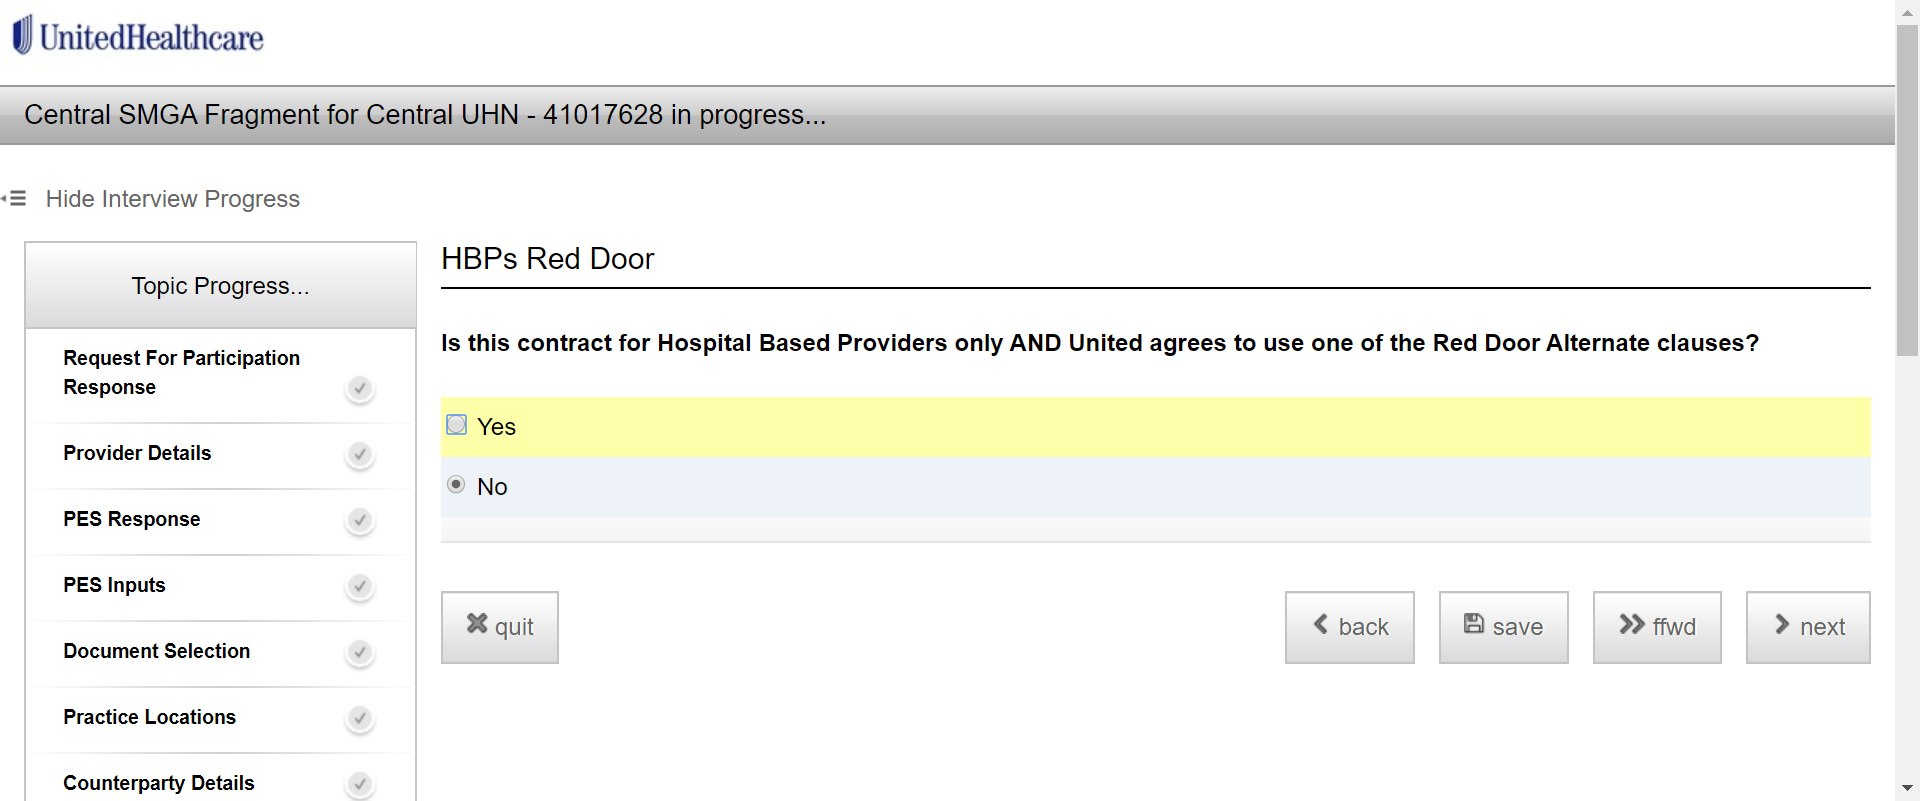 UnitedHealthcare
Central SMGA Fragment for Central UHN - 41017628 in progress...
Hide Interview Progress
Topic Progress...
Request For Participation
Response
Provider Details
PES Response
PES Inputs
Document Selection
Practice Locations
Counterparty Details
HBPs Red Door
Is this contract for Hospital Based Providers only AND United agrees to use one of the Red Door Alternate clauses?
Yes
No
quit
back
save
ffwd
next